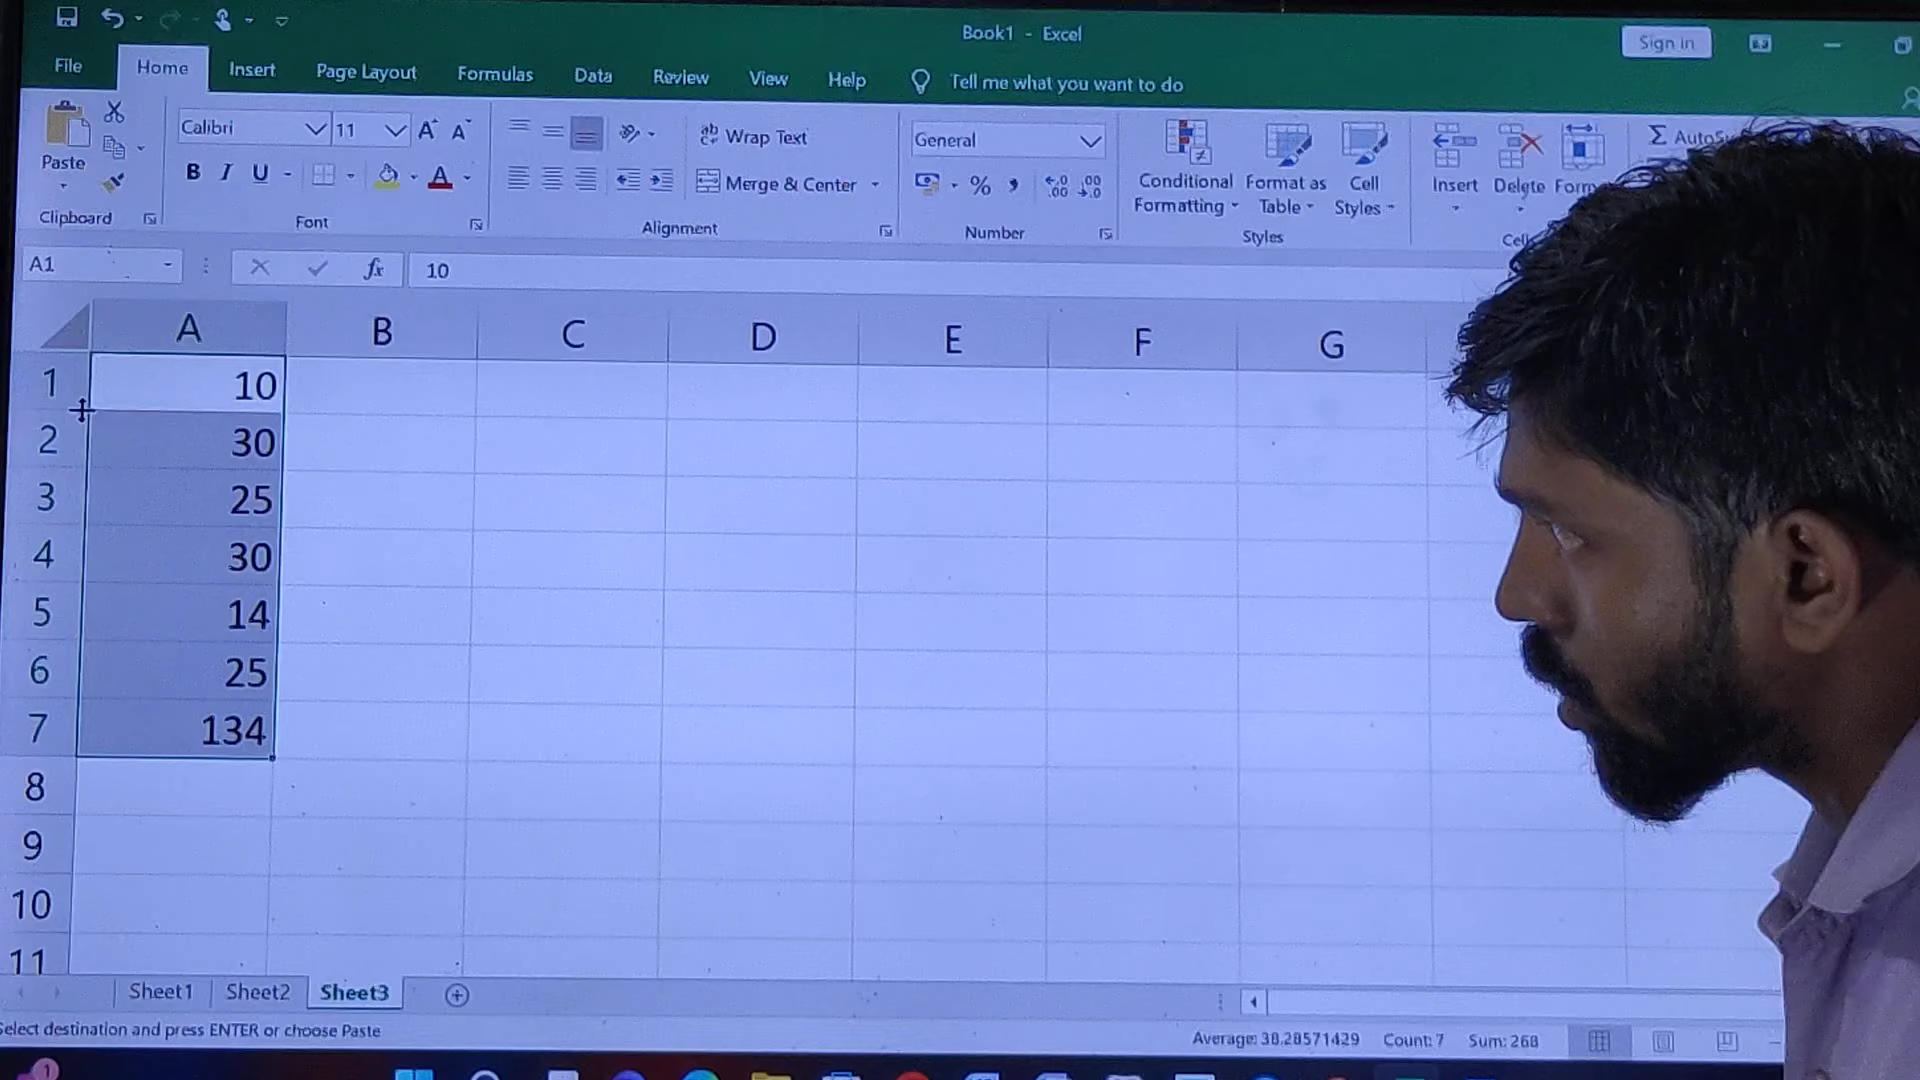 Book1 - Excel
Sign in
File Home Insert Page Layout Formulas Data Review View Help Tell me what you want to do
Paste
Clipboard
Calibri 11
B I U
Font
Wrap Text
Merge & Center
Alignment
General
Number
Conditional Formatting
Format as Table
Cell Styles
Styles
Insert Delete
A1 fx 10
A B C D E F G
1 10
2 30
3 25
4 30
5 14
6 25
7 134
8
9
10
11
Sheet1 Sheet2 Sheet3
Select destination and press ENTER or choose Paste
Average: 38.28571429 Count: 7 Sum: 268
1